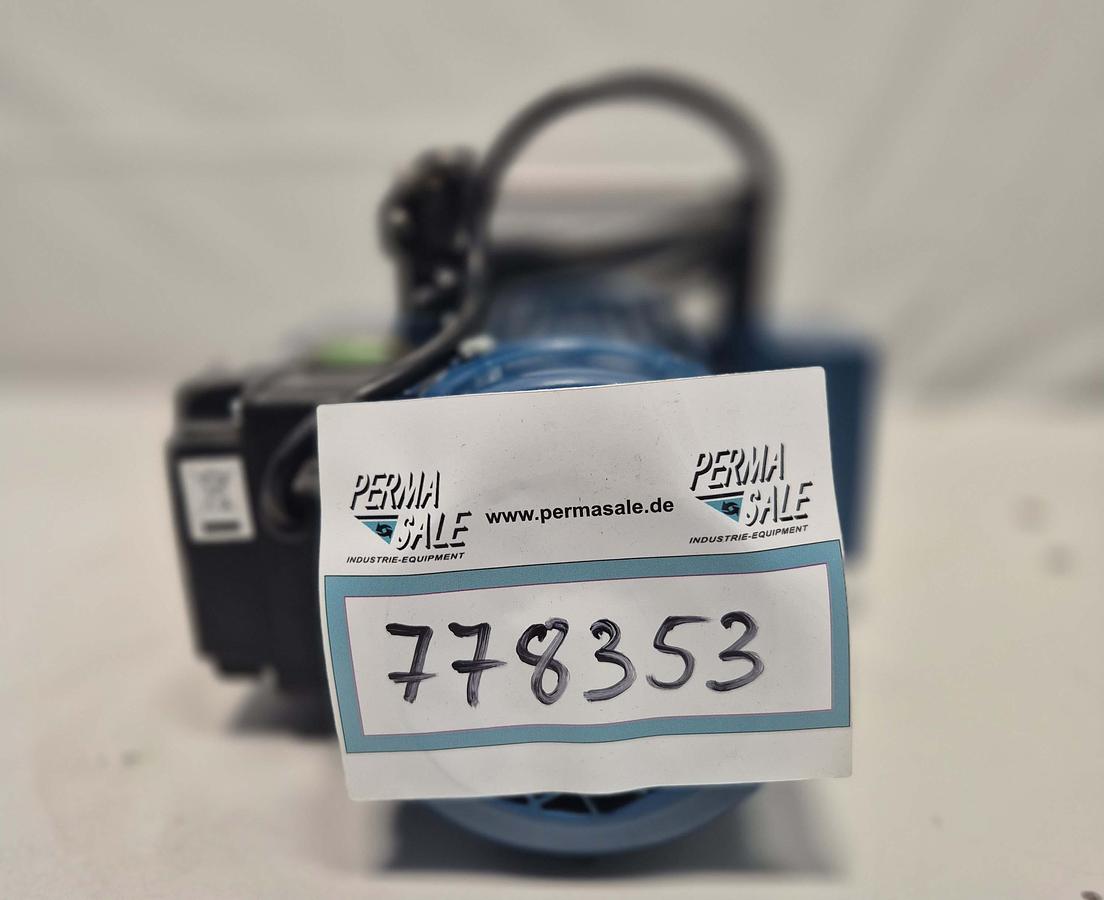 PERMA
SALE
INDUSTRIE-EQUIPMENT
www.permasale.de
PERMA
SALE
INDUSTRIE-EQUIPMENT
778353